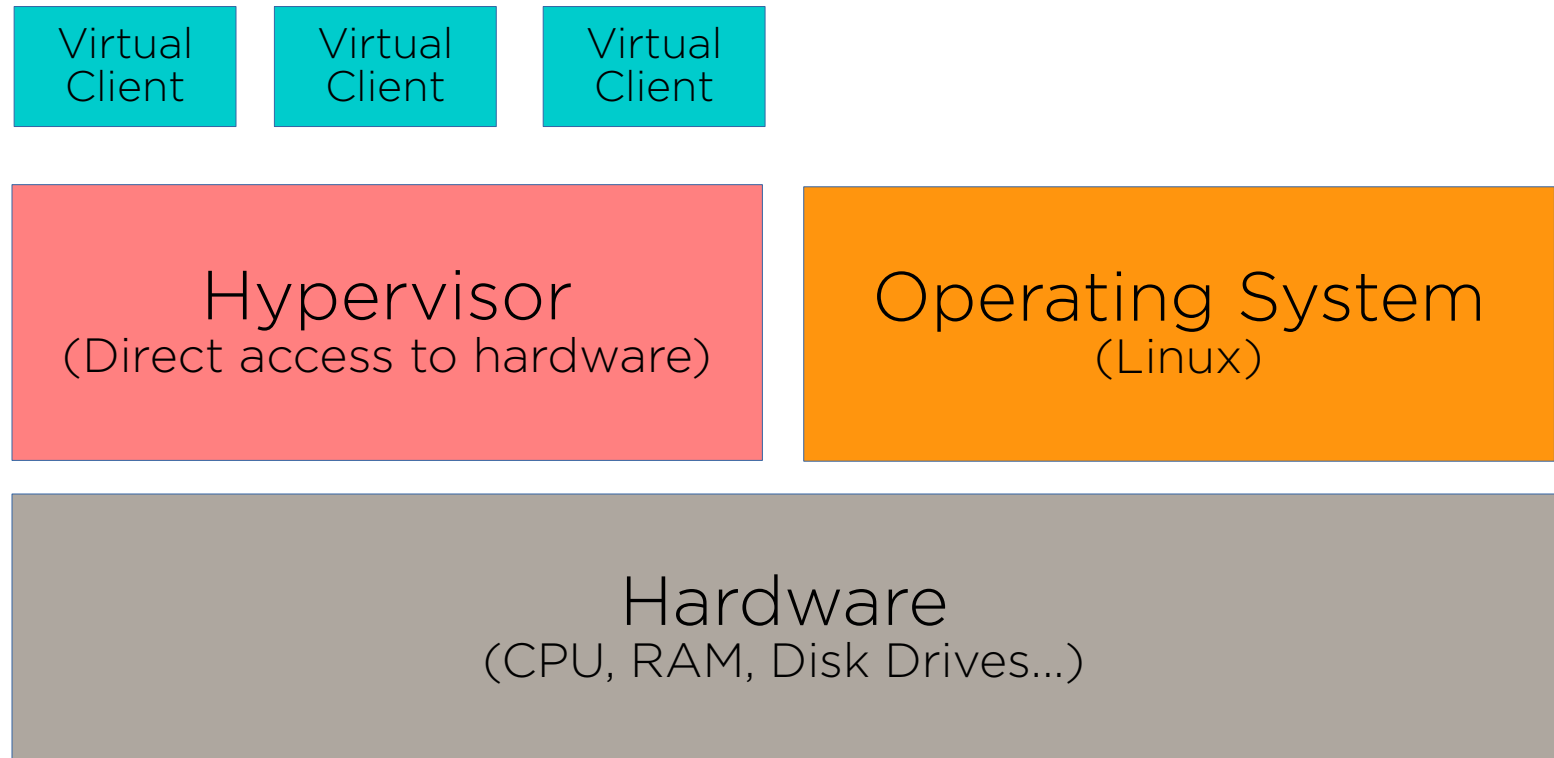 Virtual
Client
Virtual
Client
Virtual
Client
Hypervisor
(Direct access to hardware)
Operating System
(Linux)
Hardware
(CPU, RAM, Disk Drives...)